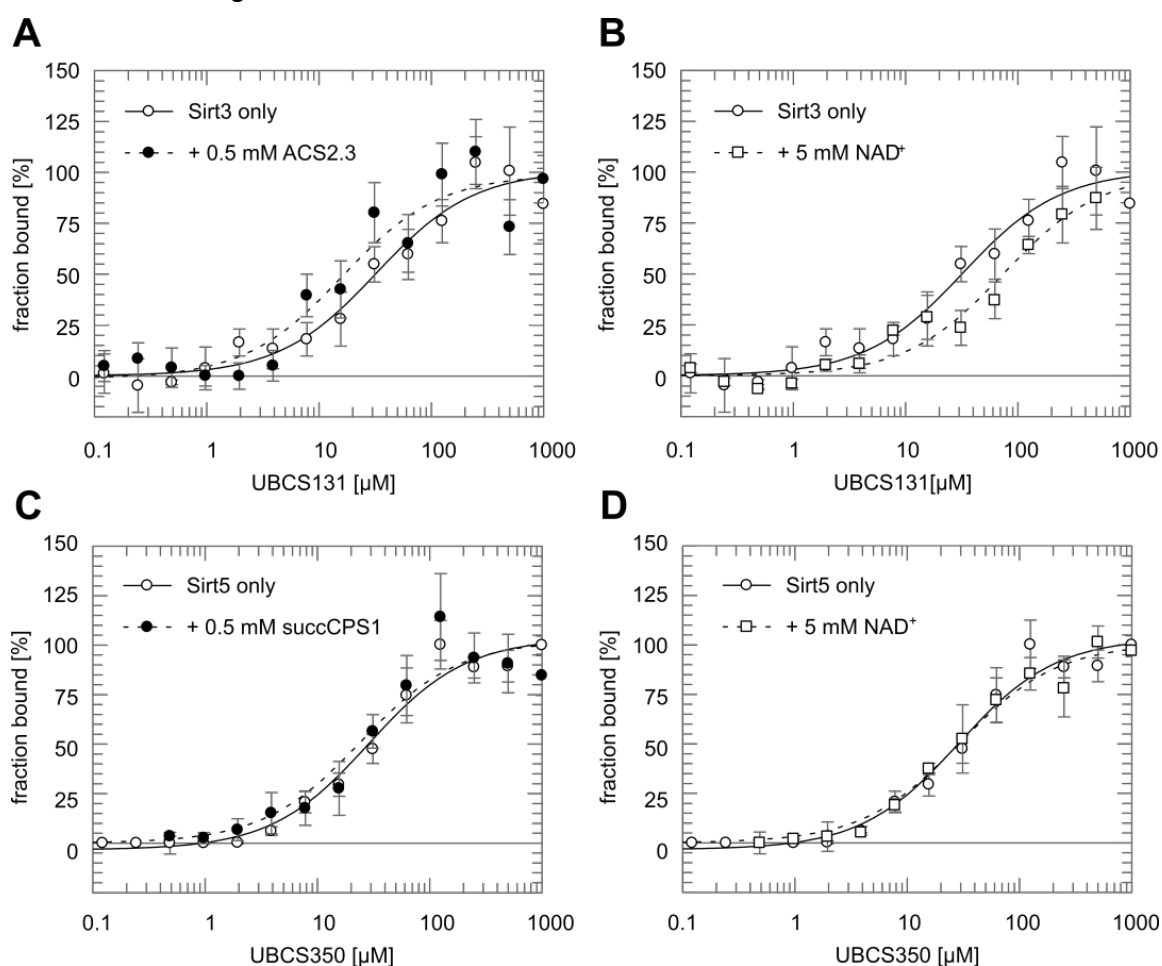 A
150
125
100
75
50
25
0
fraction bound [%]
Sirt3 only
+ 0.5 mM ACS2.3
0.1 1 10 100 1000
UBCS131 [µM]
B
150
125
100
75
50
25
0
fraction bound [%]
Sirt3 only
+ 5 mM NAD⁺
0.1 1 10 100 1000
UBCS131[µM]
C
150
125
100
75
50
25
0
fraction bound [%]
Sirt5 only
+ 0.5 mM succCPS1
0.1 1 10 100 1000
UBCS350 [µM]
D
150
125
100
75
50
25
0
fraction bound [%]
Sirt5 only
+ 5 mM NAD⁺
0.1 1 10 100 1000
UBCS350 [µM]